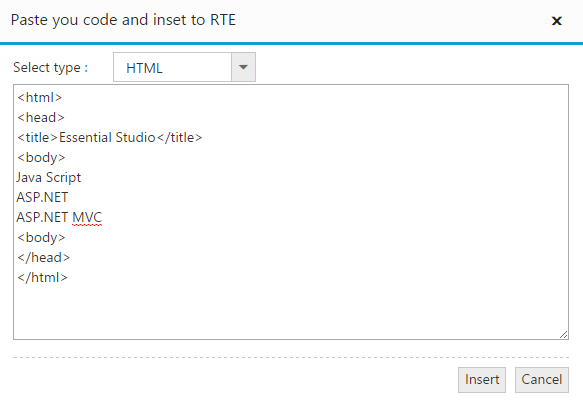 Paste you code and inset to RTE
Select type :
HTML
<html>
<head>
<title>Essential Studio</title>
<body>
Java Script
ASP.NET
ASP.NET MVC
<body>
</head>
</html>
Insert
Cancel